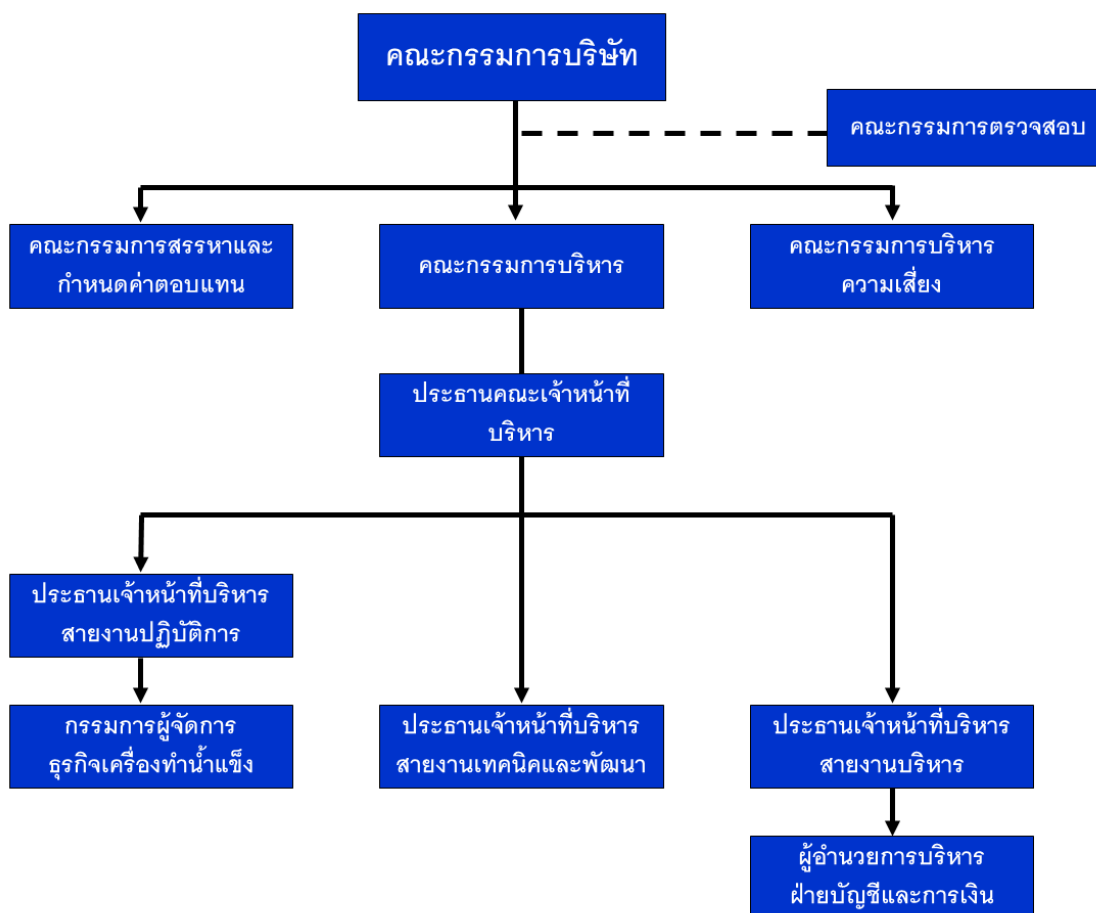 คณะกรรมการบริษัท
คณะกรรมการตรวจสอบ
คณะกรรมการสรรหาและ
กำหนดค่าตอบแทน
คณะกรรมการบริหาร
คณะกรรมการบริหาร
ความเสี่ยง
ประธานคณะเจ้าหน้าที่
บริหาร
ประธานเจ้าหน้าที่บริหาร
สายงานปฏิบัติการ
กรรมการผู้จัดการ
ธุรกิจเครื่องทำน้ำแข็ง
ประธานเจ้าหน้าที่บริหาร
สายงานเทคนิคและพัฒนา
ประธานเจ้าหน้าที่บริหาร
สายงานบริหาร
ผู้อำนวยการบริหาร
ฝ่ายบัญชีและการเงิน